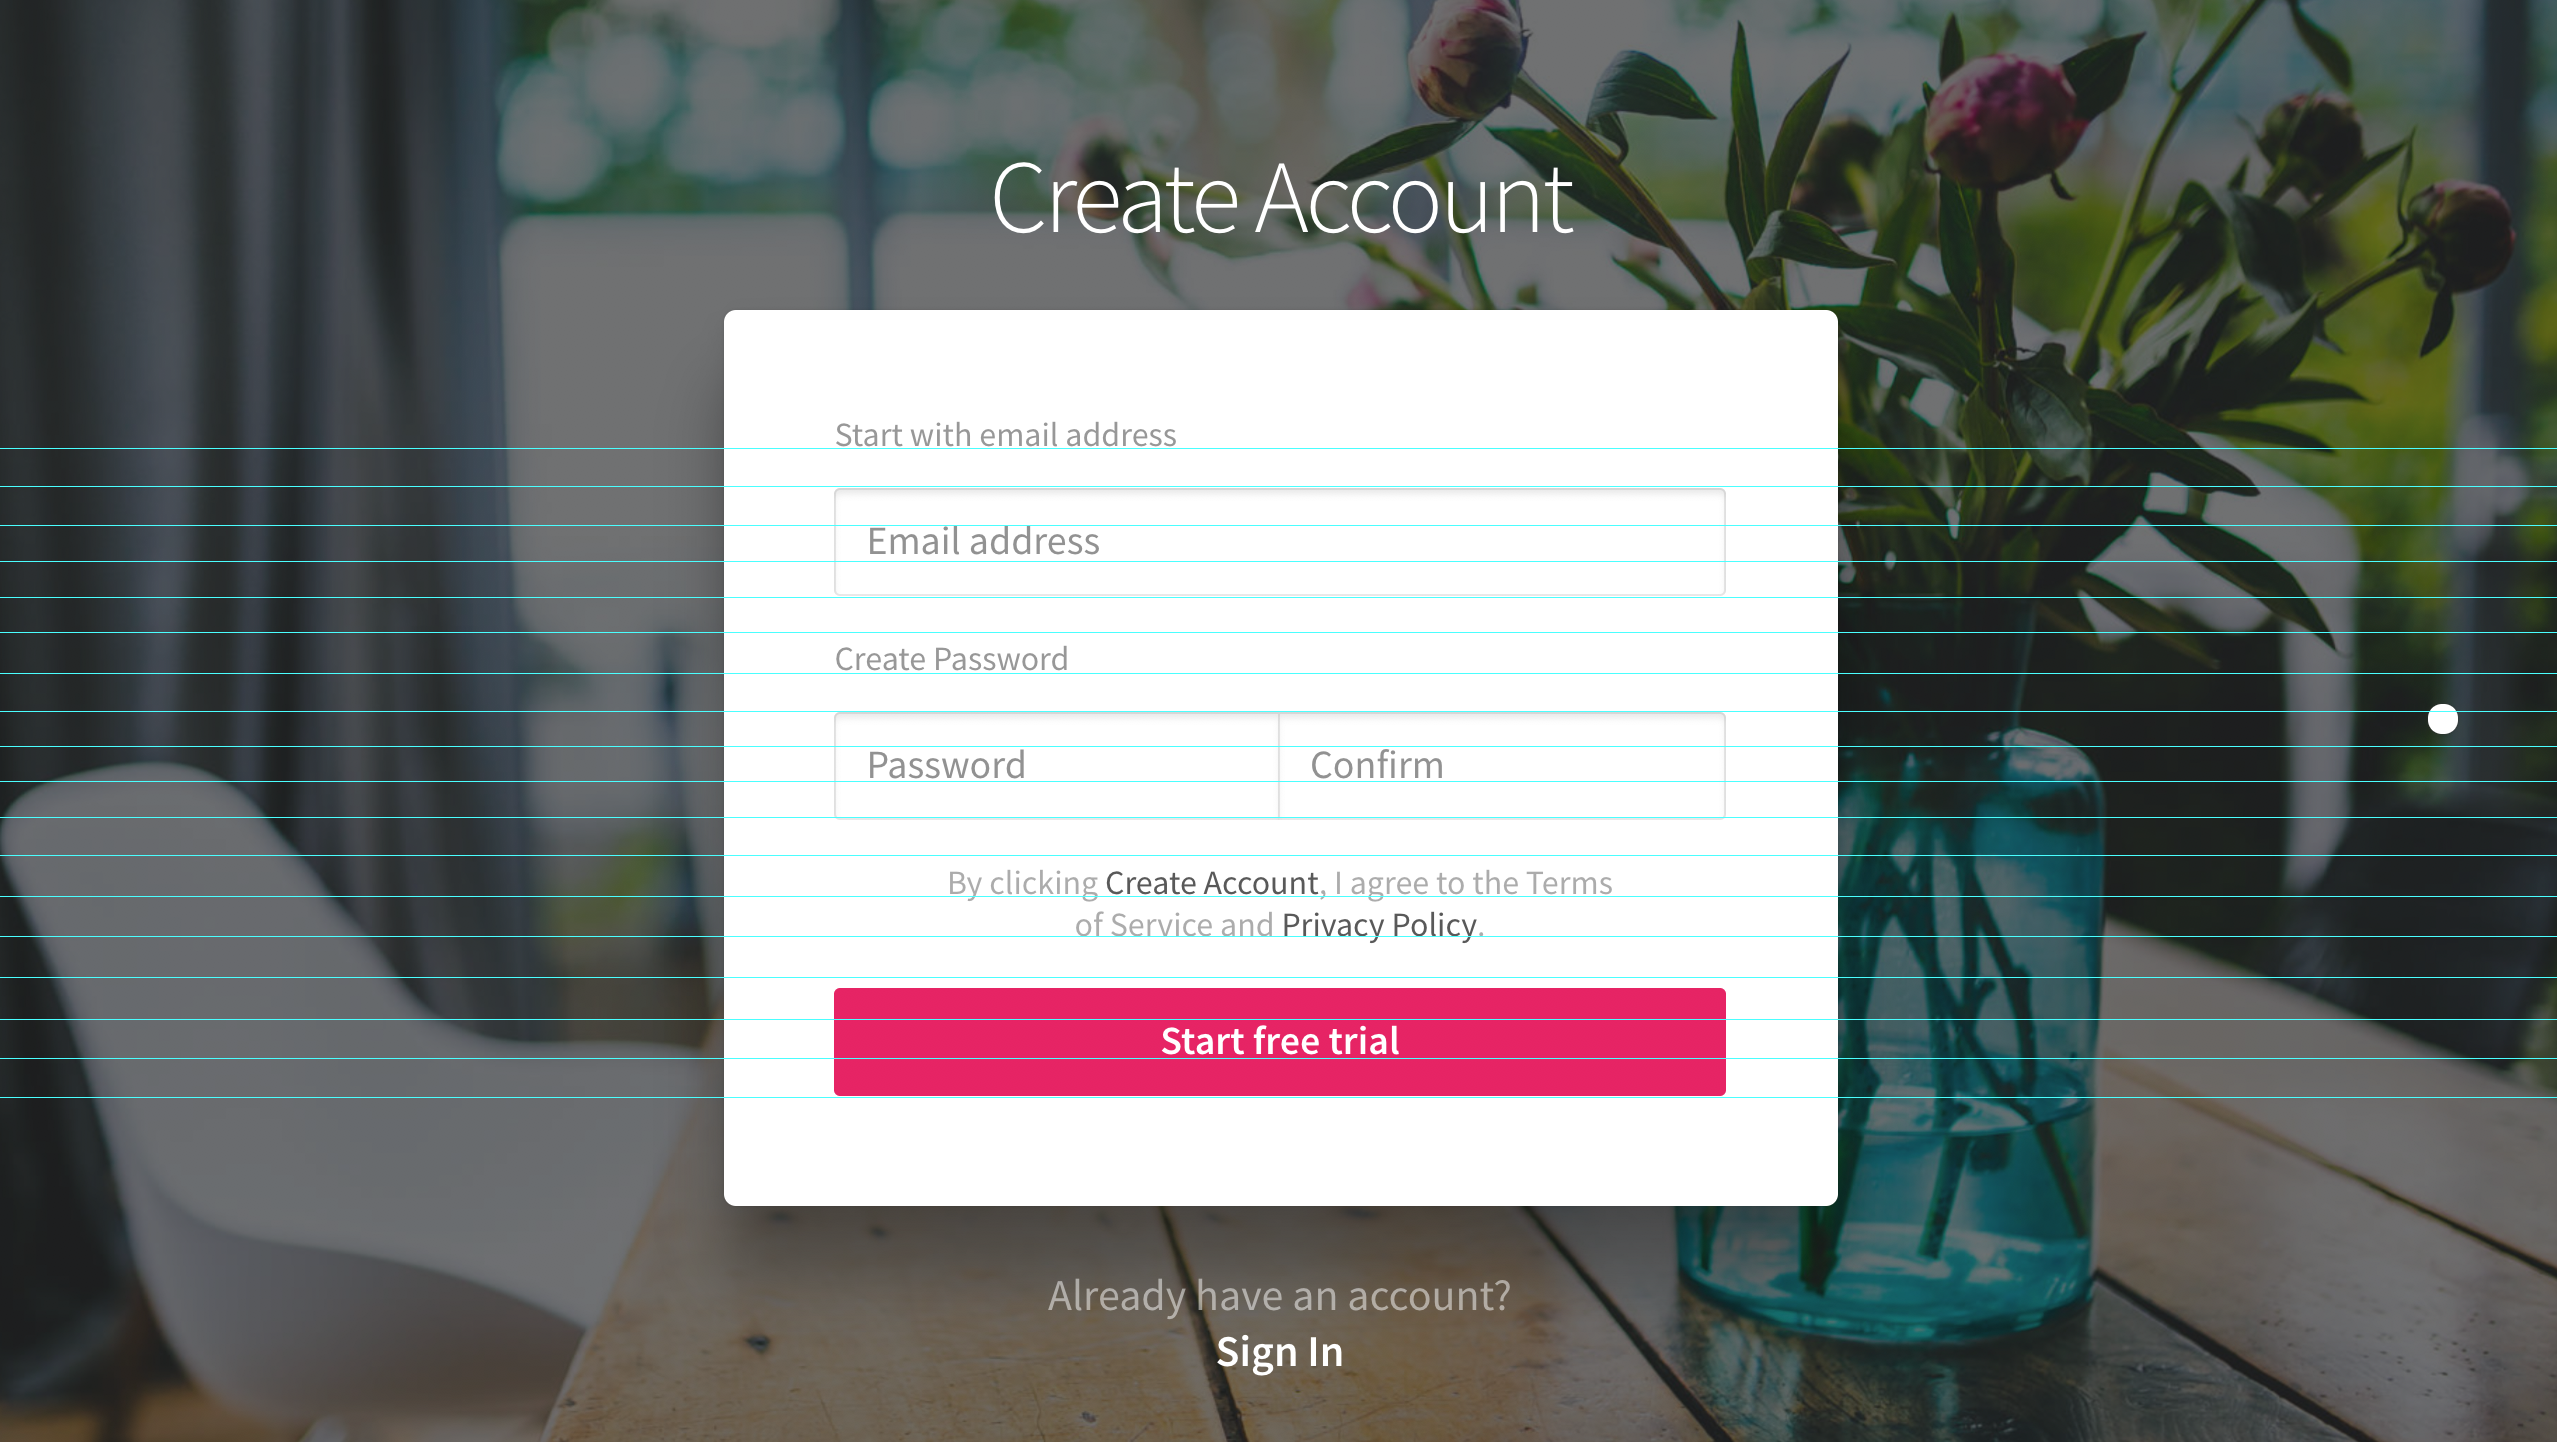 Create Account
Start with email address
Email address
Create Password
Password Confirm
By clicking Create Account, I agree to the Terms
of Service and Privacy Policy.
Start free trial
Already have an account?
Sign In